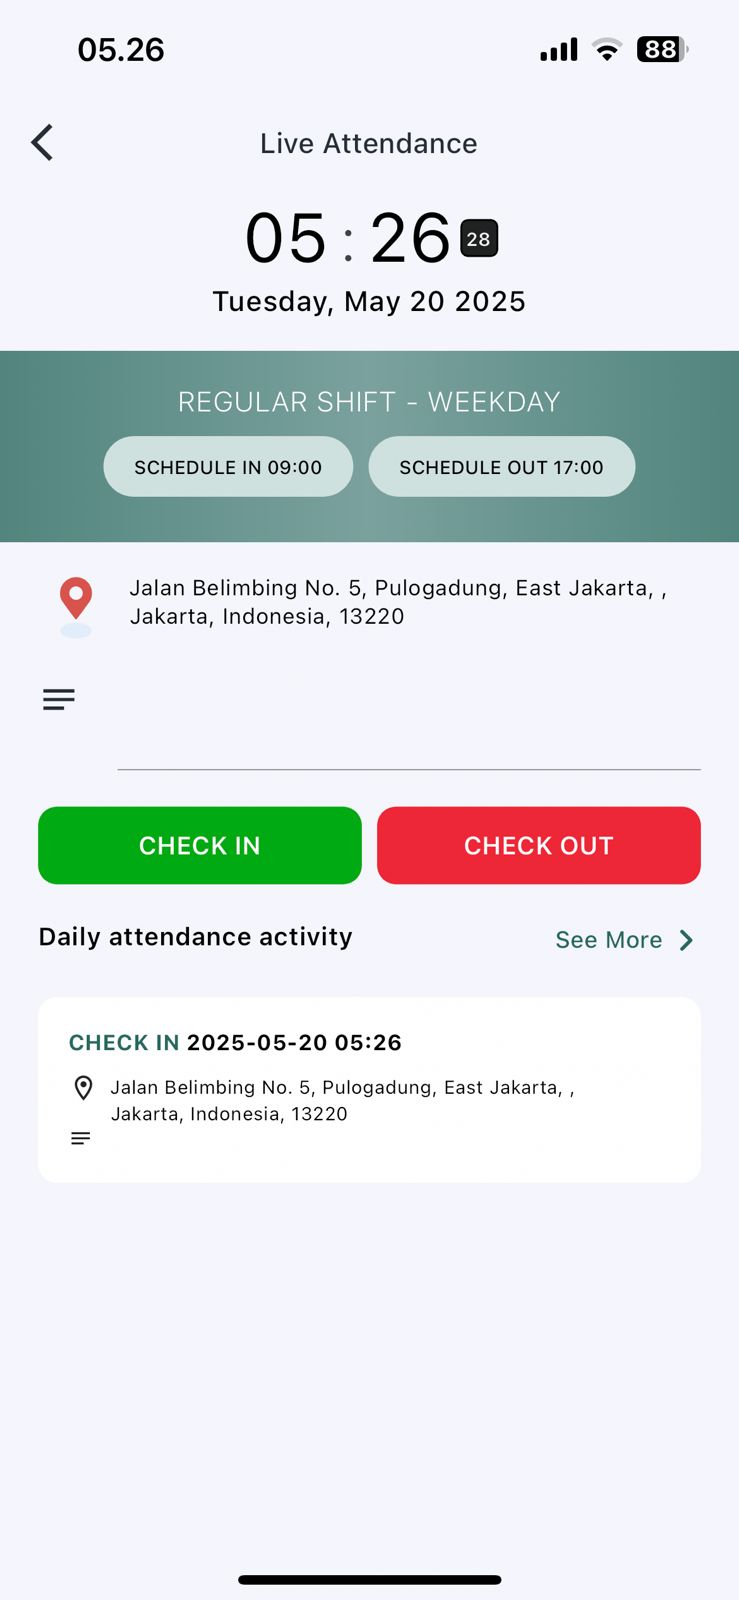 05.26
88
Live Attendance
05 : 26 28
Tuesday, May 20 2025
REGULAR SHIFT - WEEKDAY
SCHEDULE IN 09:00 SCHEDULE OUT 17:00
Jalan Belimbing No. 5, Pulogadung, East Jakarta, ,
Jakarta, Indonesia, 13220
CHECK IN CHECK OUT
Daily attendance activity See More
CHECK IN 2025-05-20 05:26
Jalan Belimbing No. 5, Pulogadung, East Jakarta, ,
Jakarta, Indonesia, 13220